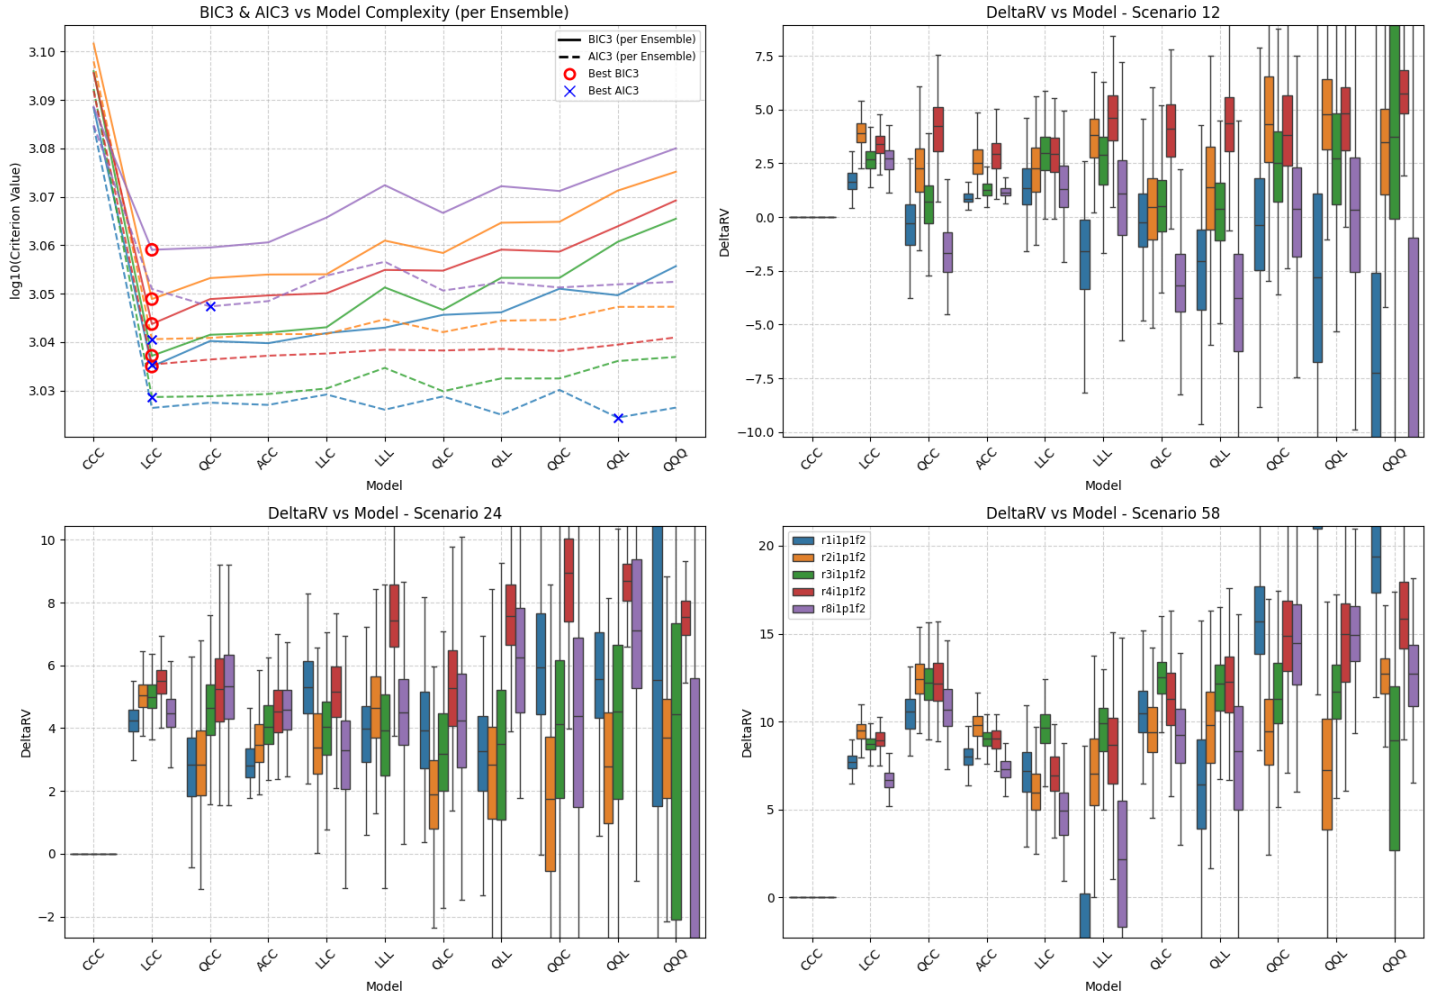 BIC3 & AIC3 vs Model Complexity (per Ensemble)
log10(Criterion Value)
3.10
3.09
3.08
3.07
3.06
3.05
3.04
3.03
BIC3 (per Ensemble)
AIC3 (per Ensemble)
Best BIC3
Best AIC3
CCC LCC QCC ACC LLC LLL QLC QLL QQC QQL QQQ
Model
DeltaRV vs Model - Scenario 12
DeltaRV
7.5
5.0
2.5
0.0
−2.5
−5.0
−7.5
−10.0
CCC LCC QCC ACC LLC LLL QLC QLL QQC QQL QQQ
Model
DeltaRV vs Model - Scenario 24
DeltaRV
10
8
6
4
2
0
−2
CCC LCC QCC ACC LLC LLL QLC QLL QQC QQL QQQ
Model
DeltaRV vs Model - Scenario 58
DeltaRV
20
15
10
5
0
r1i1p1f2
r2i1p1f2
r3i1p1f2
r4i1p1f2
r8i1p1f2
CCC LCC QCC ACC LLC LLL QLC QLL QQC QQL QQQ
Model